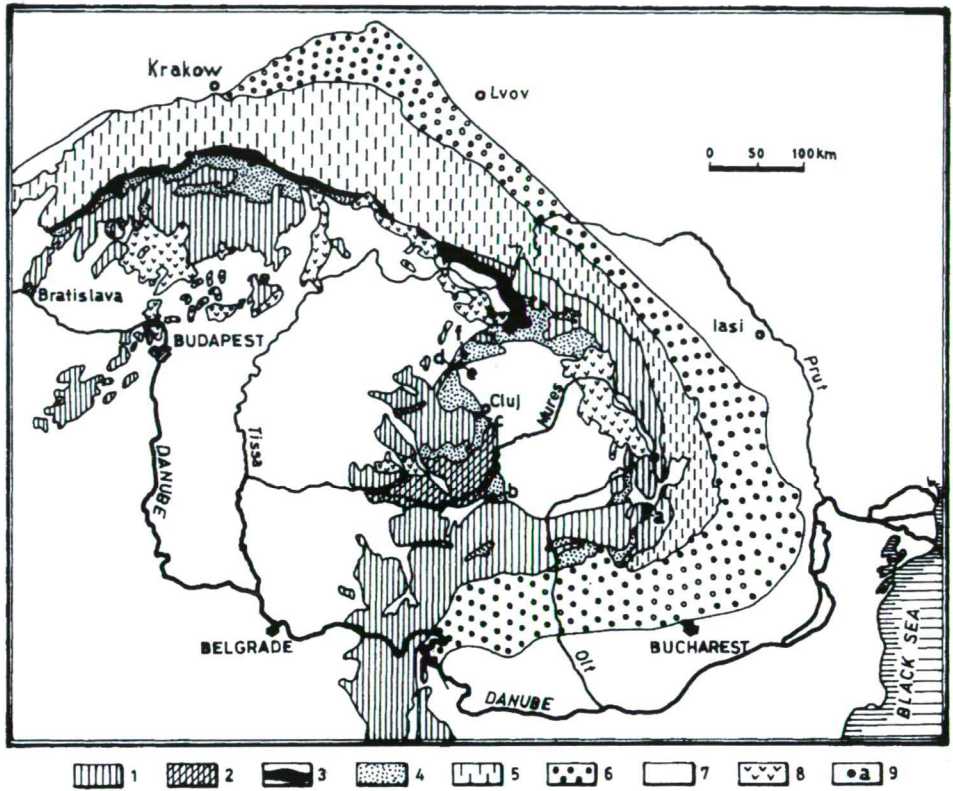 Krakow
Lvov
0 50 100km
Bratislava
BUDAPEST
Iasi
Prut
f
d
e
Cluj
c
Mures
Tissa
DANUBE
b
a
BELGRADE
BUCHAREST
Olt
DANUBE
BLACK SEA
1 2 3 4 5 6 7 8 a 9